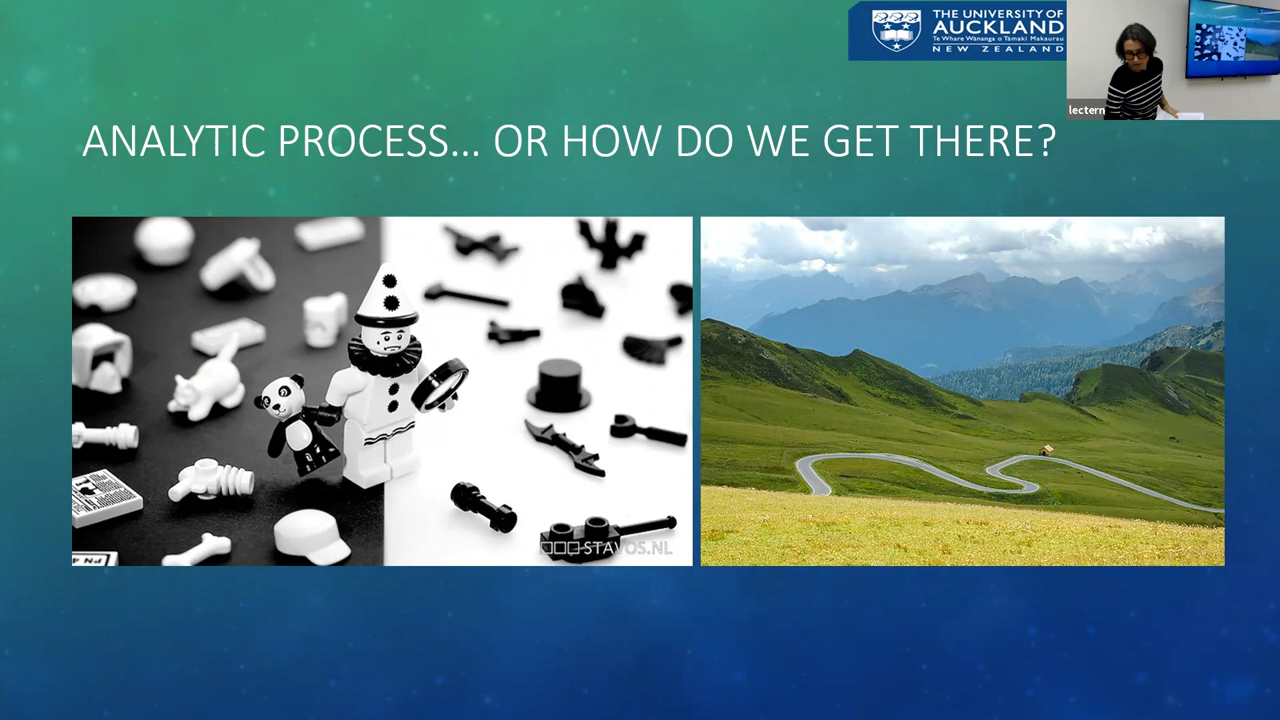 THE UNIVERSITY OF
AUCKLAND
Te Whare Wānanga o Tāmaki Makaurau
NEW ZEALAND
lectern
ANALYTIC PROCESS... OR HOW DO WE GET THERE?
STAVOS.NL